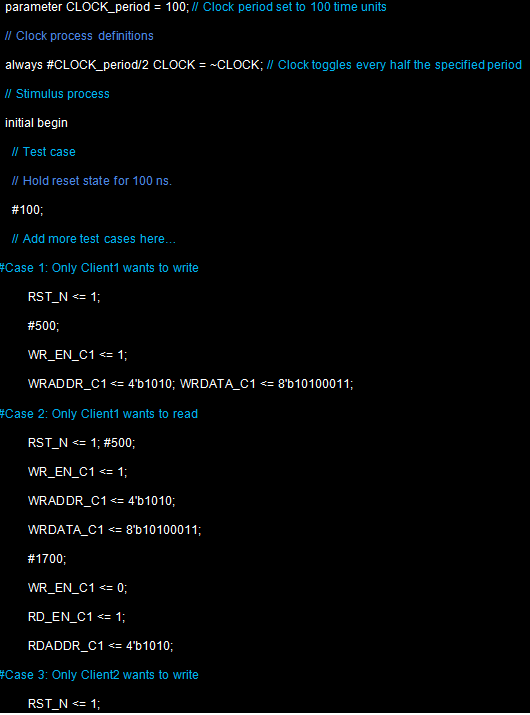 parameter CLOCK_period = 100; // Clock period set to 100 time units
// Clock process definitions
always #CLOCK_period/2 CLOCK = ~CLOCK; // Clock toggles every half the specified period
// Stimulus process
initial begin
// Test case
// Hold reset state for 100 ns.
#100;
// Add more test cases here...
#Case 1: Only Client1 wants to write
RST_N <= 1;
#500;
WR_EN_C1 <= 1;
WRADDR_C1 <= 4'b1010; WRDATA_C1 <= 8'b10100011;
#Case 2: Only Client1 wants to read
RST_N <= 1; #500;
WR_EN_C1 <= 1;
WRADDR_C1 <= 4'b1010;
WRDATA_C1 <= 8'b10100011;
#1700;
WR_EN_C1 <= 0;
RD_EN_C1 <= 1;
RDADDR_C1 <= 4'b1010;
#Case 3: Only Client2 wants to write
RST_N <= 1;